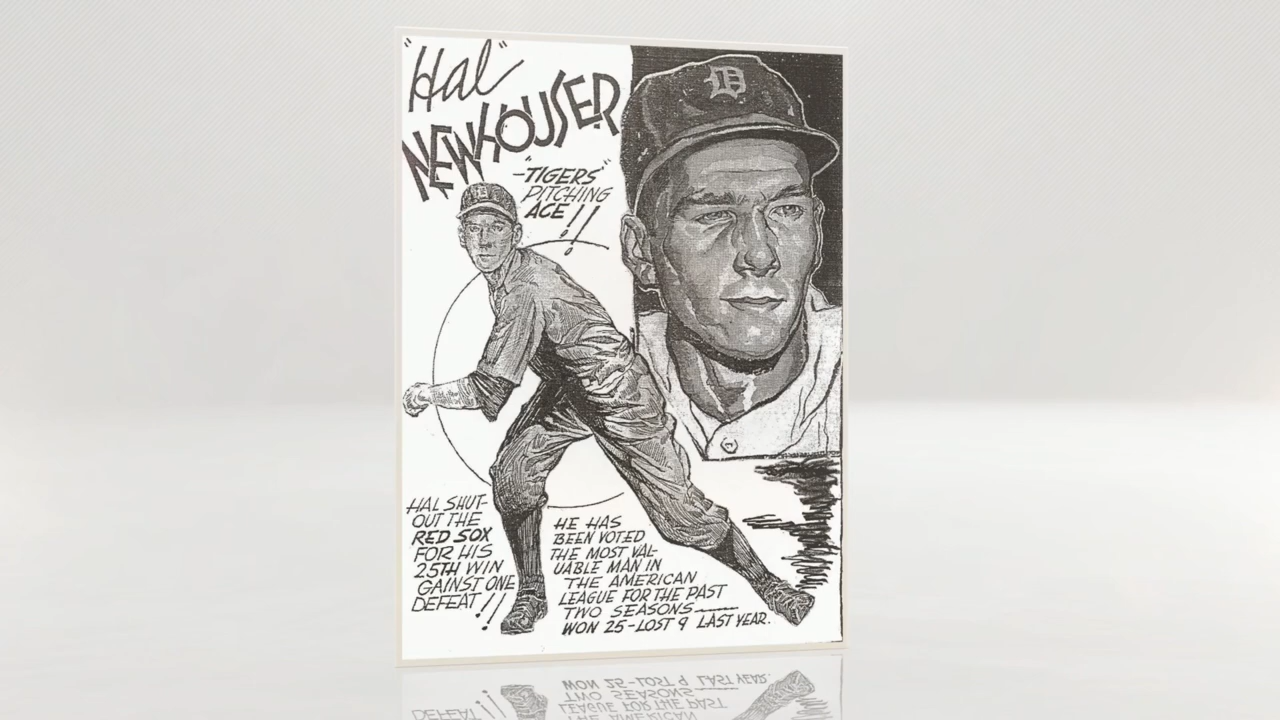 "Hal"
NEWHOUSER
-"TIGERS"
PITCHING
ACE!!
HAL SHUT-
OUT THE
RED SOX
FOR HIS
25TH WIN
GAINST ONE
DEFEAT!!
HE HAS
BEEN VOTED
THE MOST VAL-
UABLE MAN IN
THE AMERICAN
LEAGUE FOR THE PAST
TWO SEASONS—
WON 25-LOST 9 LAST YEAR.